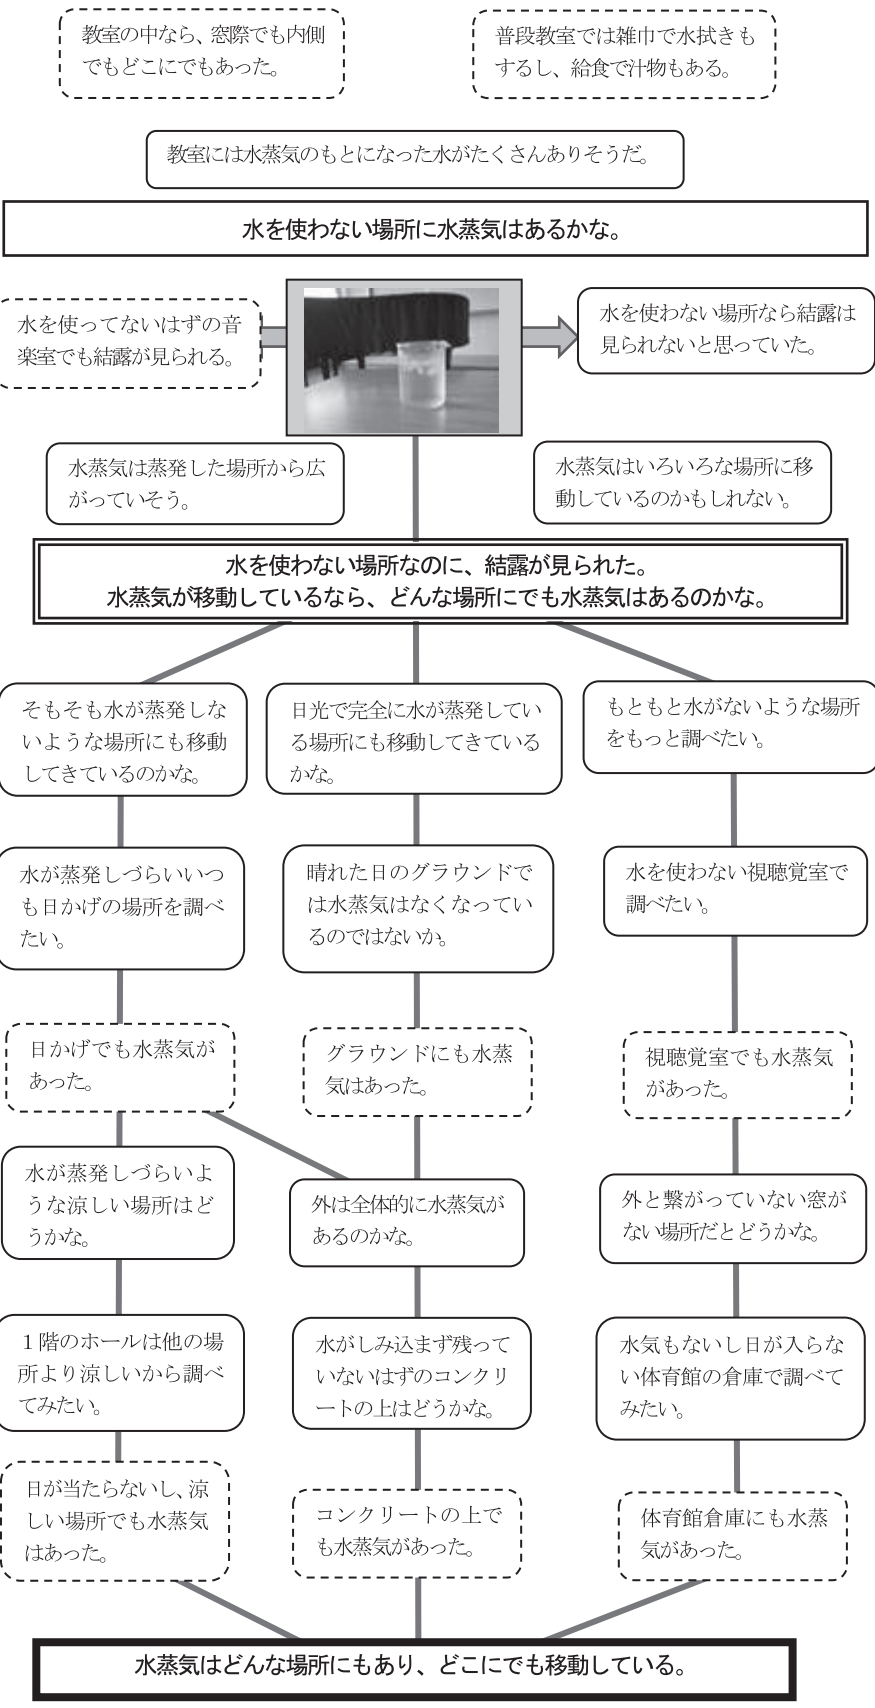 教室の中なら、窓際でも内側
でもどこにでもあった。
普段教室では雑巾で水拭きも
するし、給食で汁物もある。
教室には水蒸気のもとになった水がたくさんありそうだ。
水を使わない場所に水蒸気はあるかな。
水を使ってないはずの音
楽室でも結露が見られる。
水を使わない場所なら結露は
見られないと思っていた。
水蒸気は蒸発した場所から広
がっていそう。
水蒸気はいろいろな場所に移
動しているのかもしれない。
水を使わない場所なのに、結露が見られた。
水蒸気が移動しているなら、どんな場所にでも水蒸気はあるのかな。
そもそも水が蒸発しな
いような場所にも移動
してきているのかな。
水が蒸発しづらいいつ
も日かげの場所を調べ
たい。
日かげでも水蒸気が
あった。
水が蒸発しづらいよ
うな涼しい場所はど
うかな。
1階のホールは他の場
所より涼しいから調べ
てみたい。
日が当たらないし、涼
しい場所でも水蒸気
はあった。
日光で完全に水が蒸発してい
る場所にも移動してきている
かな。
晴れた日のグラウンドで
は水蒸気はなくなってい
るのではないか。
グラウンドにも水蒸
気はあった。
外は全体的に水蒸気が
あるのかな。
水がしみ込まず残って
いないはずのコンクリ
ートの上はどうかな。
コンクリートの上で
も水蒸気があった。
もともと水がないような場所
をもっと調べたい。
水を使わない視聴覚室で
調べたい。
視聴覚室でも水蒸気
があった。
外と繋がっていない窓が
ない場所だとどうかな。
水気もないし日が入らな
い体育館の倉庫で調べて
みたい。
体育館倉庫にも水蒸
気があった。
水蒸気はどんな場所にもあり、どこにでも移動している。